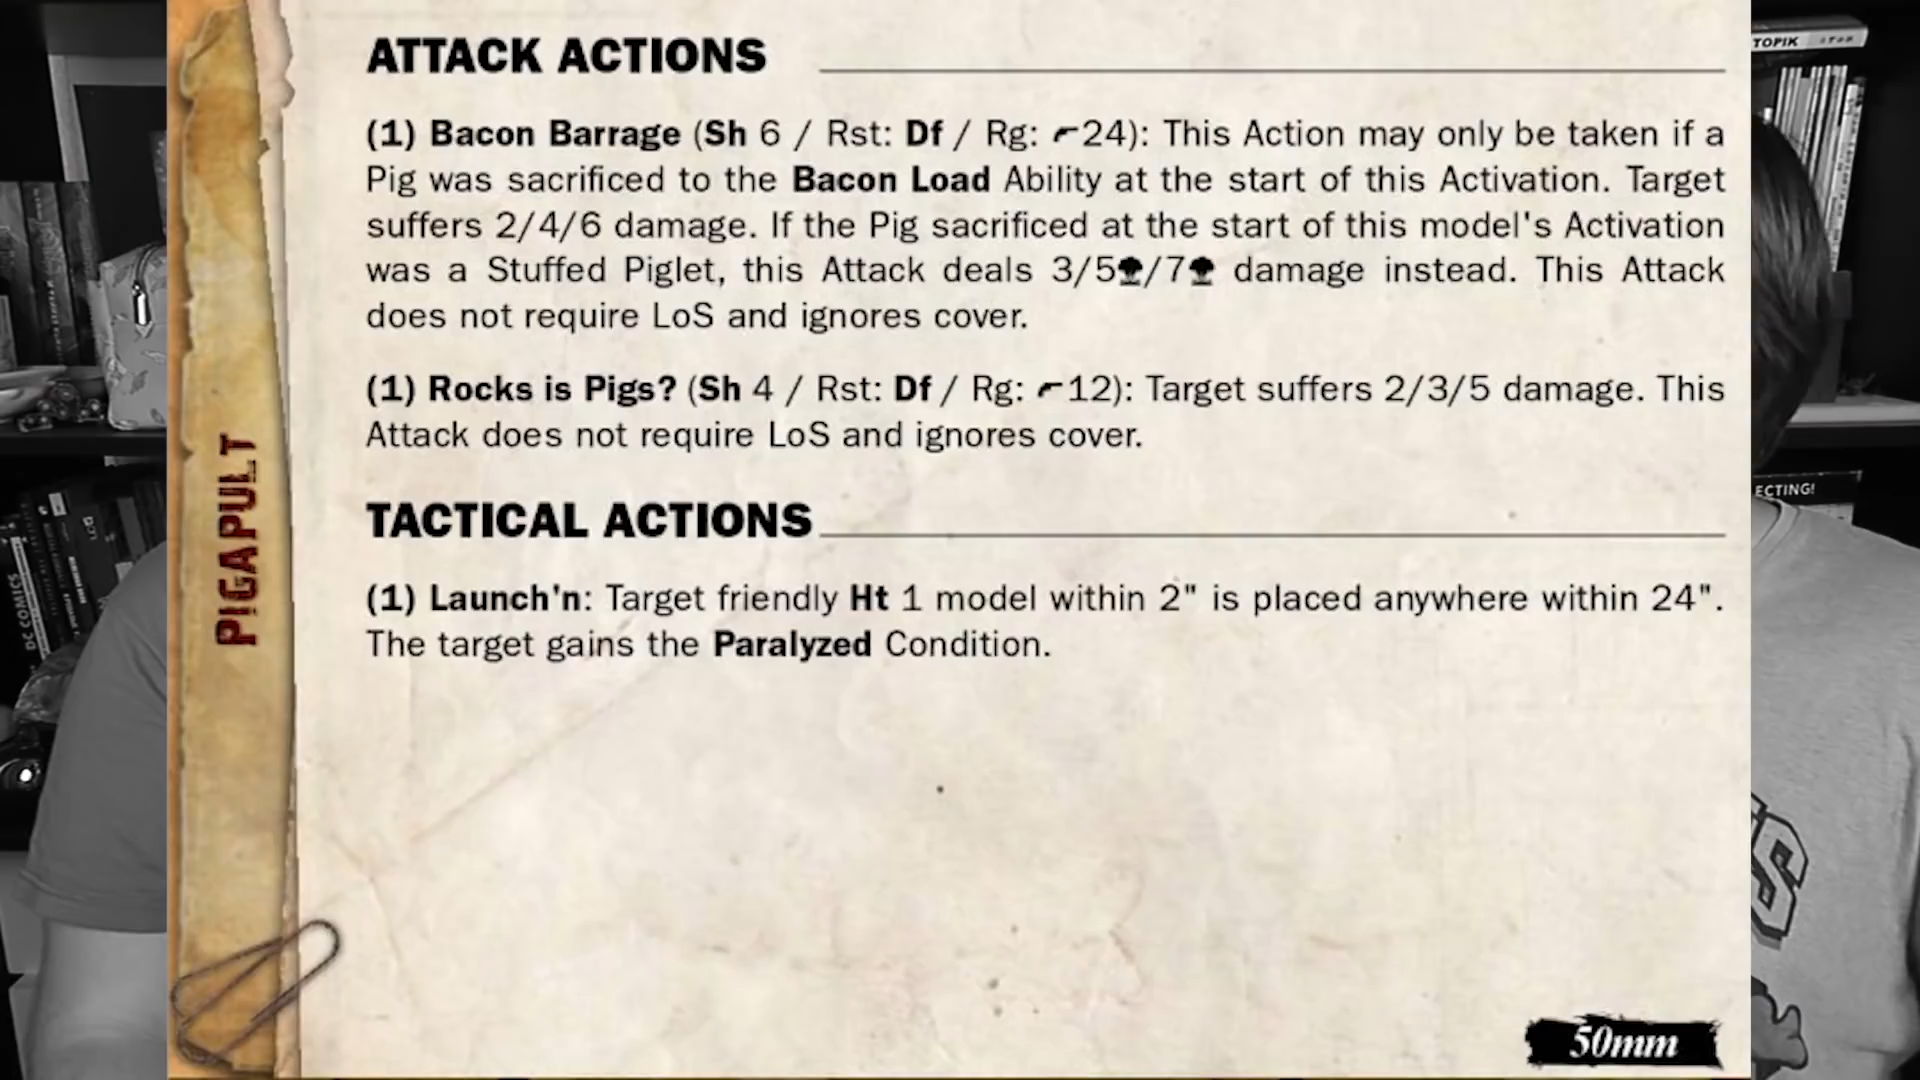 ATTACK ACTIONS
(1) Bacon Barrage (Sh 6 / Rst: Df / Rg: 24): This Action may only be taken if a
Pig was sacrificed to the Bacon Load Ability at the start of this Activation. Target
suffers 2/4/6 damage. If the Pig sacrificed at the start of this model's Activation
was a Stuffed Piglet, this Attack deals 3/5/7 damage instead. This Attack
does not require LoS and ignores cover.
(1) Rocks is Pigs? (Sh 4 / Rst: Df / Rg: 12): Target suffers 2/3/5 damage. This
Attack does not require LoS and ignores cover.
TACTICAL ACTIONS
(1) Launch'n: Target friendly Ht 1 model within 2" is placed anywhere within 24".
The target gains the Paralyzed Condition.
PIGAPULT
50mm
TOPIK
ECTING!
DC COMICS